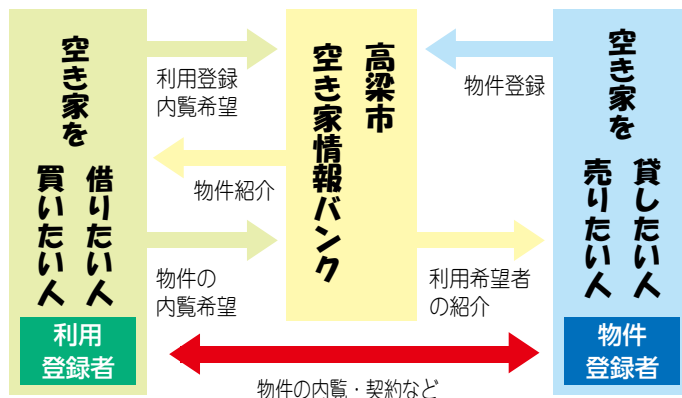 空き家を
借りたい人
買いたい人
利用
登録者
利用登録
内覧希望
物件紹介
物件の
内覧希望
高梁市
空き家情報バンク
物件登録
利用希望者
の紹介
空き家を
貸したい人
売りたい人
物件
登録者
物件の内覧・契約など